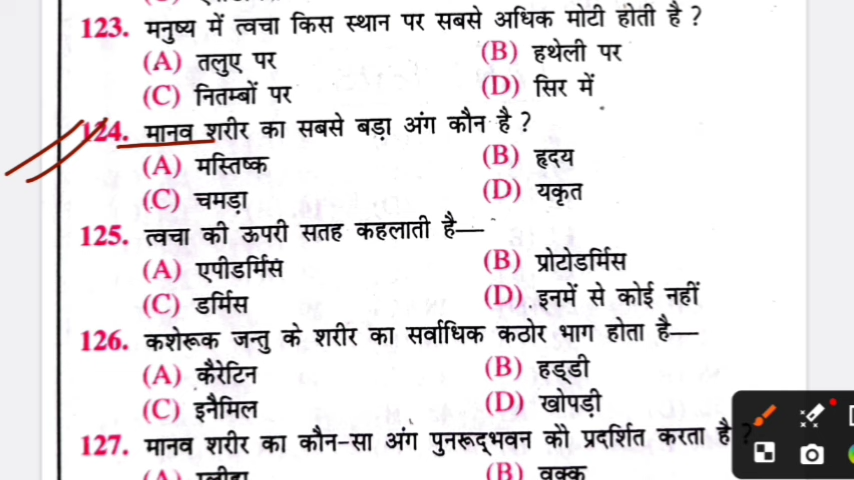 123. मनुष्य में त्वचा किस स्थान पर सबसे अधिक मोटी होती है ?
(A) तलुए पर (B) हथेली पर
(C) नितम्बों पर (D) सिर में
124. मानव शरीर का सबसे बड़ा अंग कौन है ?
(A) मस्तिष्क (B) हृदय
(C) चमड़ा (D) यकृत
125. त्वचा की ऊपरी सतह कहलाती है—
(A) एपीडर्मिस (B) प्रोटोडर्मिस
(C) डर्मिस (D) इनमें से कोई नहीं
126. कशेरूक जन्तु के शरीर का सर्वाधिक कठोर भाग होता है—
(A) कैरेटिन (B) हड्डी
(C) इनैमिल (D) खोपड़ी
127. मानव शरीर का कौन-सा अंग पुनरूद्भवन को प्रदर्शित करता है ?
(B)